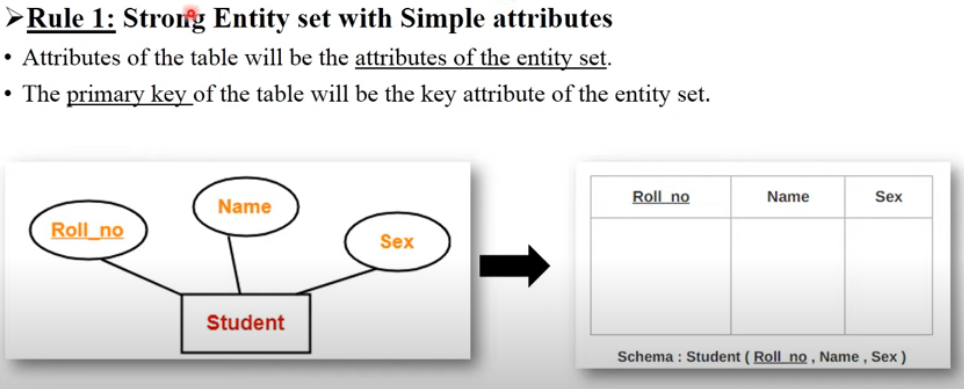 ➢Rule 1: Strong Entity set with Simple attributes
• Attributes of the table will be the attributes of the entity set.
• The primary key of the table will be the key attribute of the entity set.
Name
Roll_no
Sex
Student
Roll_no Name Sex
Schema : Student ( Roll_no , Name , Sex )